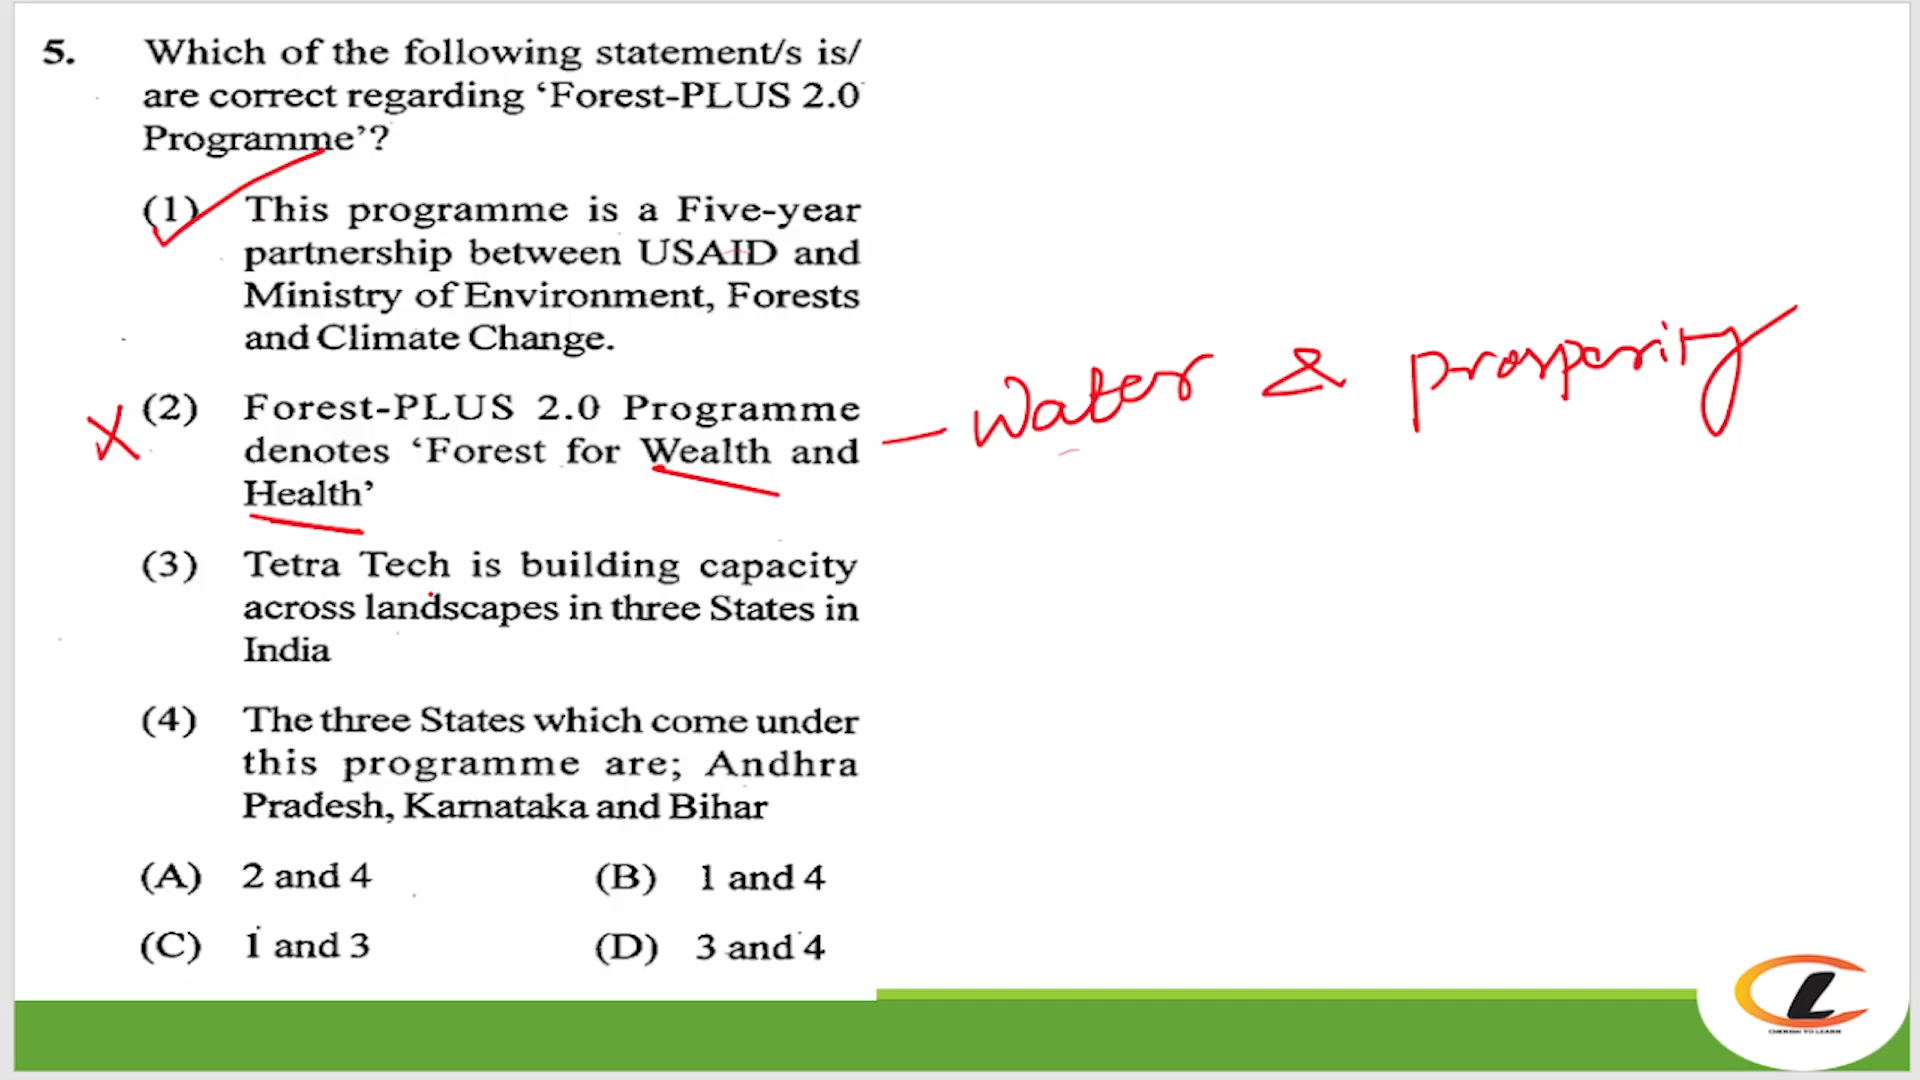 5. Which of the following statement/s is/
are correct regarding ‘Forest-PLUS 2.0
Programme’?
(1) This programme is a Five-year
partnership between USAID and
Ministry of Environment, Forests
and Climate Change.
(2) Forest-PLUS 2.0 Programme
denotes ‘Forest for Wealth and
Health’
– Water & prosperity
(3) Tetra Tech is building capacity
across landscapes in three States in
India
(4) The three States which come under
this programme are; Andhra
Pradesh, Karnataka and Bihar
(A) 2 and 4 (B) 1 and 4
(C) 1 and 3 (D) 3 and 4
CL
CHERISH TO LEARN